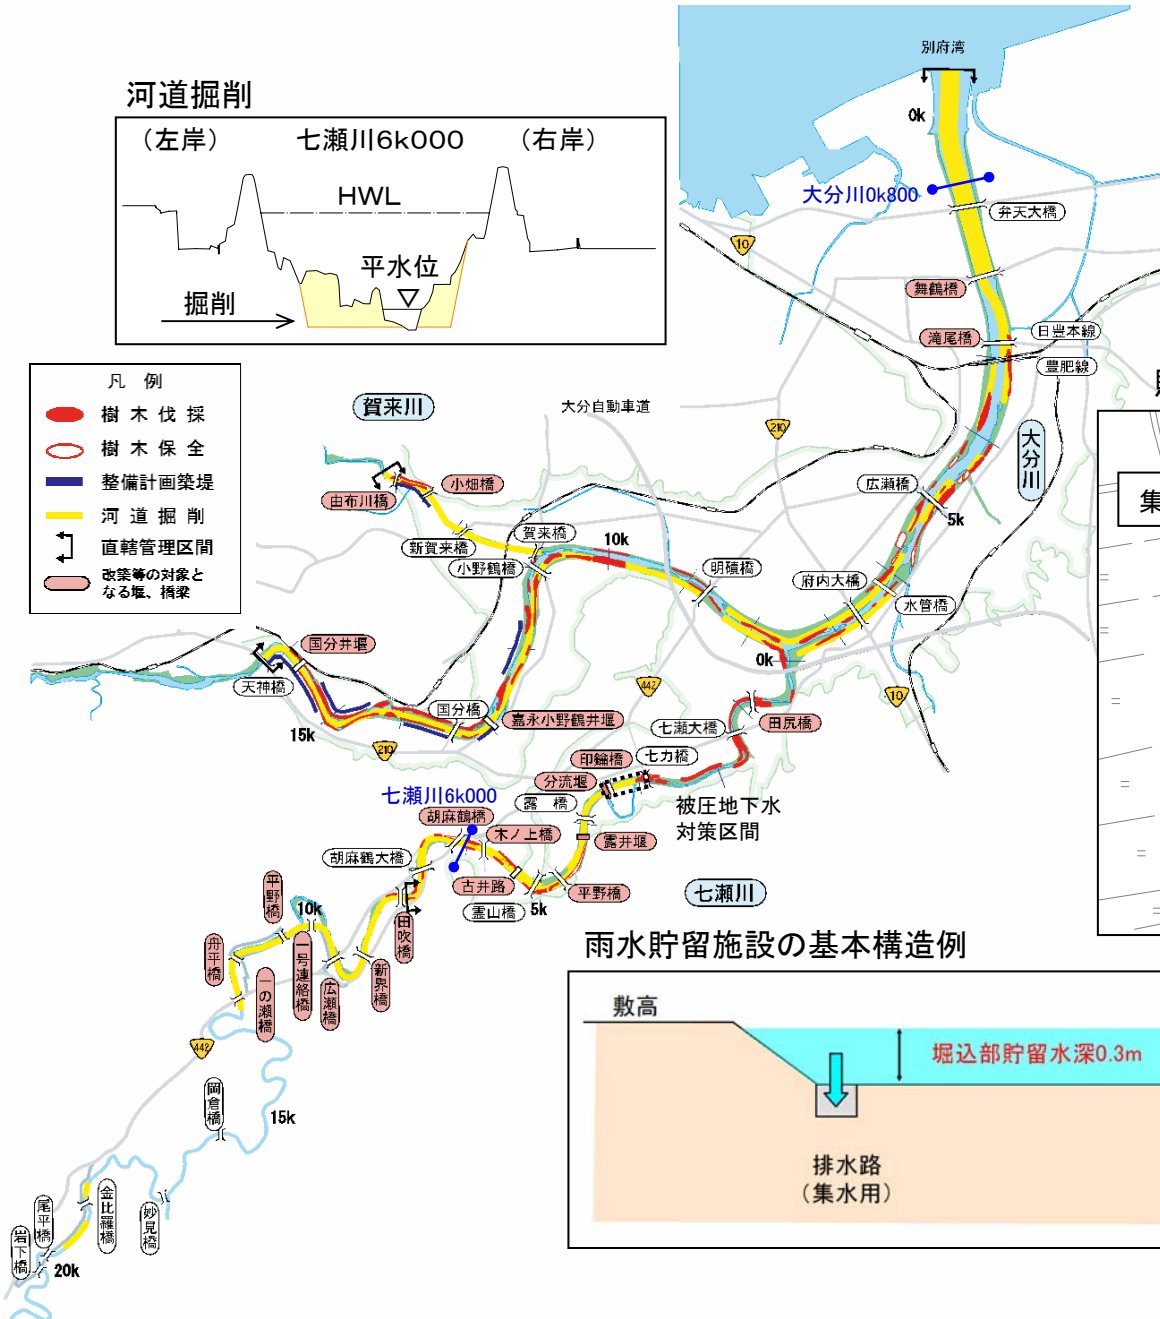 河道掘削
（左岸）
七瀬川6k000
（右岸）
HWL
平水位
掘削
凡 例
樹 木 伐 採
樹 木 保 全
整備計画築堤
河 道 掘 削
直轄管理区間
改築等の対象と
なる堰、橋梁
別府湾
0k
大分川0k800
弁天大橋
10
舞鶴橋
滝尾橋
日豊本線
豊肥線
大分川
賀来川
大分自動車道
210
広瀬橋
5k
由布川橋
小畑橋
新賀来橋
賀来橋
小野鶴橋
10k
明磧橋
府内大橋
水管橋
0k
10
442
国分井堰
天神橋
15k
210
国分橋
嘉永小野鶴井堰
七瀬大橋
田尻橋
七力橋
印鑰橋
分流堰
被圧地下水
対策区間
七瀬川6k000
露 橋
胡麻鶴橋
木ノ上橋
露井堰
胡麻鶴大橋
古井路
平野橋
霊山橋
5k
七瀬川
田吹橋
平野橋
10k
舟平橋
一の瀬橋
一号連絡橋
広瀬橋
新界橋
442
岡倉橋
15k
金比羅橋
妙見橋
尾平橋
岩下橋
20k
集
雨水貯留施設の基本構造例
敷高
堀込部貯留水深0.3m
排水路
（集水用）